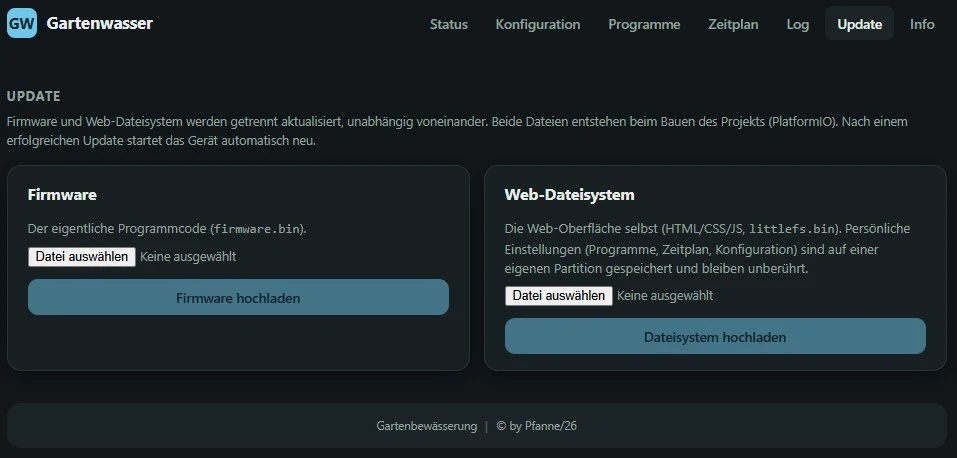 GW Gartenwasser Status Konfiguration Programme Zeitplan Log Update Info
UPDATE
Firmware und Web-Dateisystem werden getrennt aktualisiert, unabhängig voneinander. Beide Dateien entstehen beim Bauen des Projekts (PlatformIO). Nach einem
erfolgreichen Update startet das Gerät automatisch neu.
Firmware
Der eigentliche Programmcode (firmware.bin).
Datei auswählen Keine ausgewählt
Firmware hochladen
Web-Dateisystem
Die Web-Oberfläche selbst (HTML/CSS/JS, littlefs.bin). Persönliche
Einstellungen (Programme, Zeitplan, Konfiguration) sind auf einer
eigenen Partition gespeichert und bleiben unberührt.
Datei auswählen Keine ausgewählt
Dateisystem hochladen
Gartenbewässerung | © by Pfanne/26